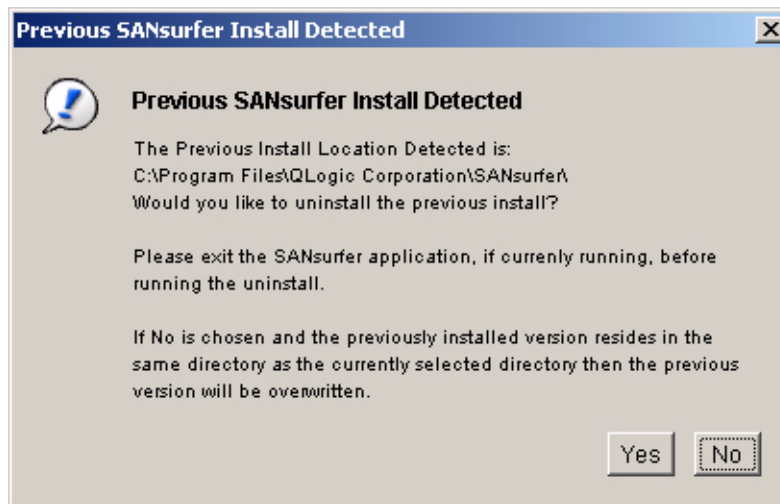 Previous SANsurfer Install Detected
Previous SANsurfer Install Detected
The Previous Install Location Detected is:
C:\Program Files\QLogic Corporation\SANsurfer\
Would you like to uninstall the previous install?
Please exit the SANsurfer application, if currenly running, before
running the uninstall.
If No is chosen and the previously installed version resides in the
same directory as the currently selected directory then the previous
version will be overwritten.
Yes No